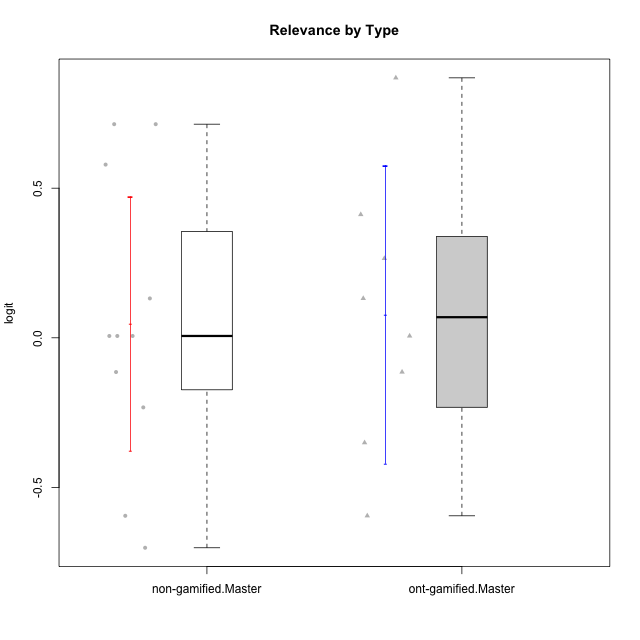 Relevance by Type
logit
0.5
0.0
-0.5
non-gamified.Master
ont-gamified.Master